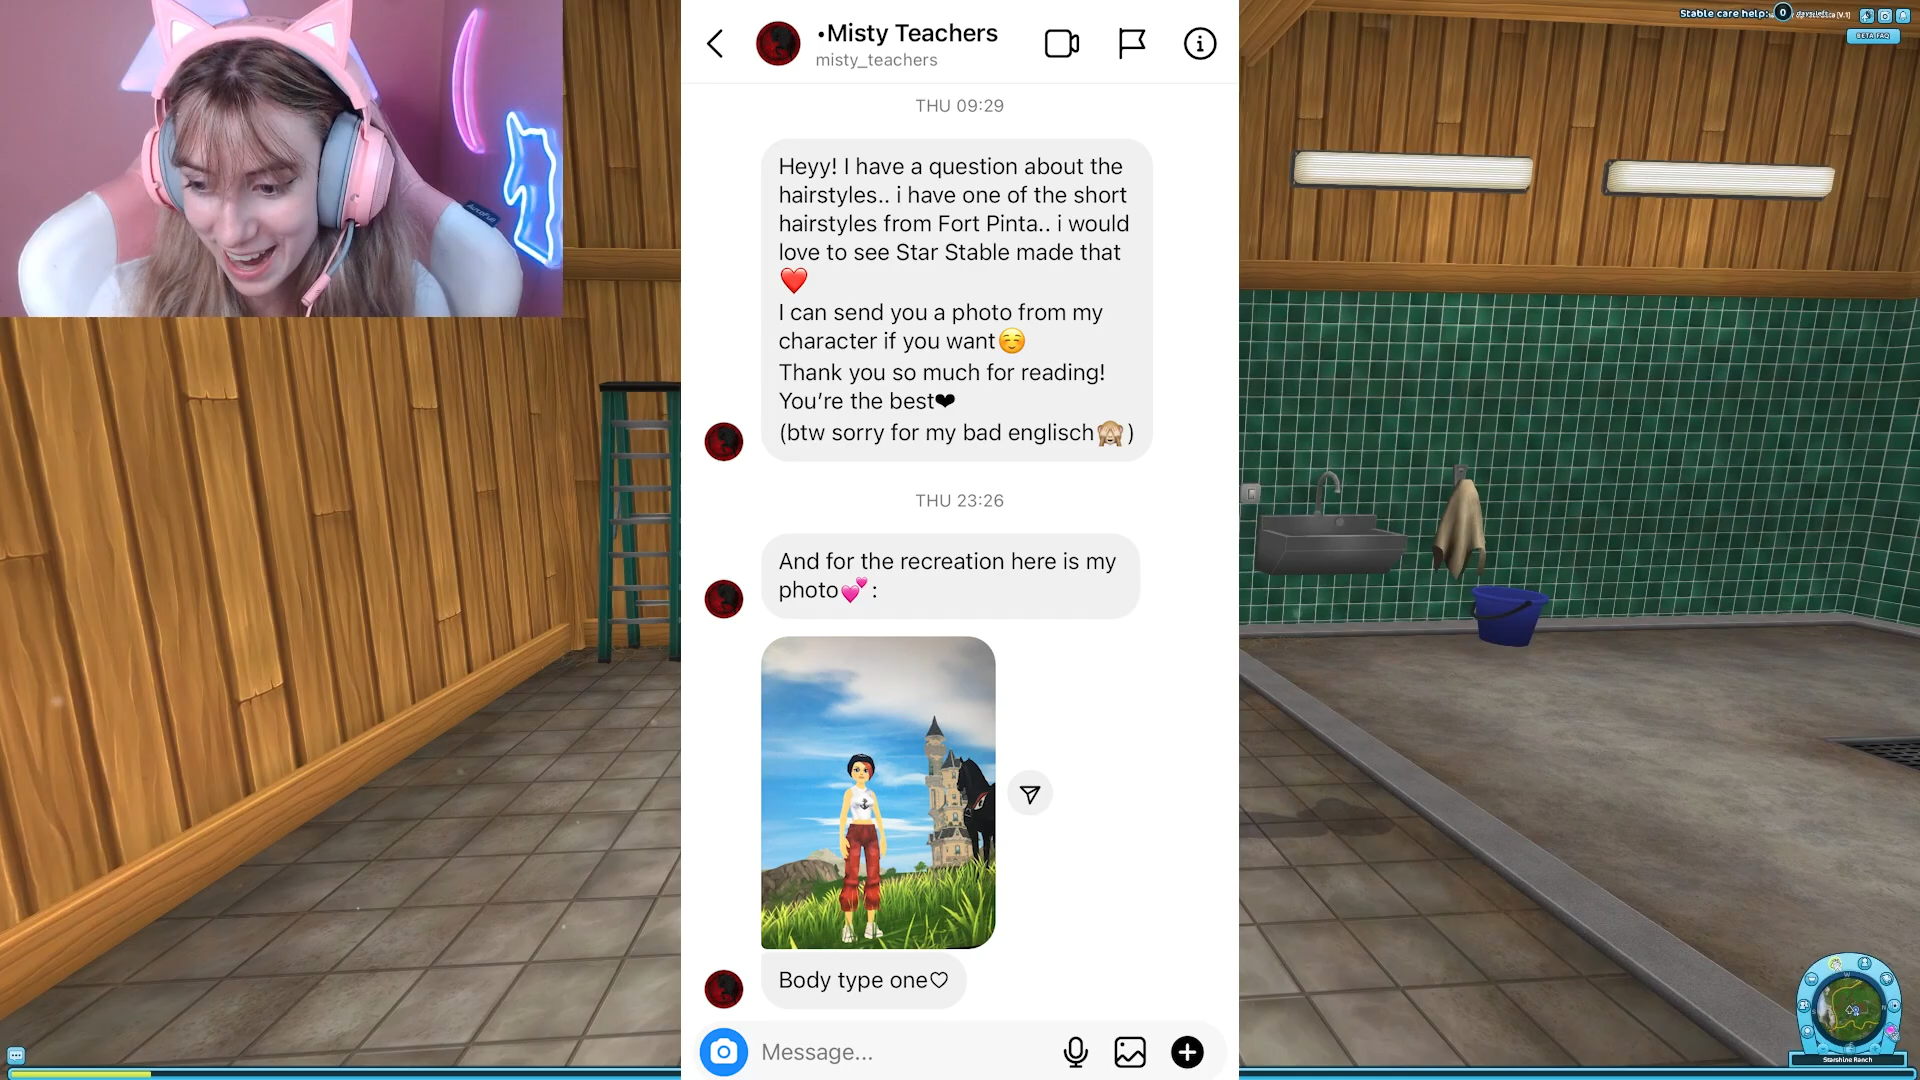 •Misty Teachers
misty_teachers
THU 09:29
Heyy! I have a question about the
hairstyles.. i have one of the short
hairstyles from Fort Pinta.. i would
love to see Star Stable made that
❤️
I can send you a photo from my
character if you want☺️
Thank you so much for reading!
You're the best❤
(btw sorry for my bad englisch🙈)
THU 23:26
And for the recreation here is my
photo💕:
Body type one♡
Message...
Stable care help:
0
BETA FAQ
Starshine Ranch